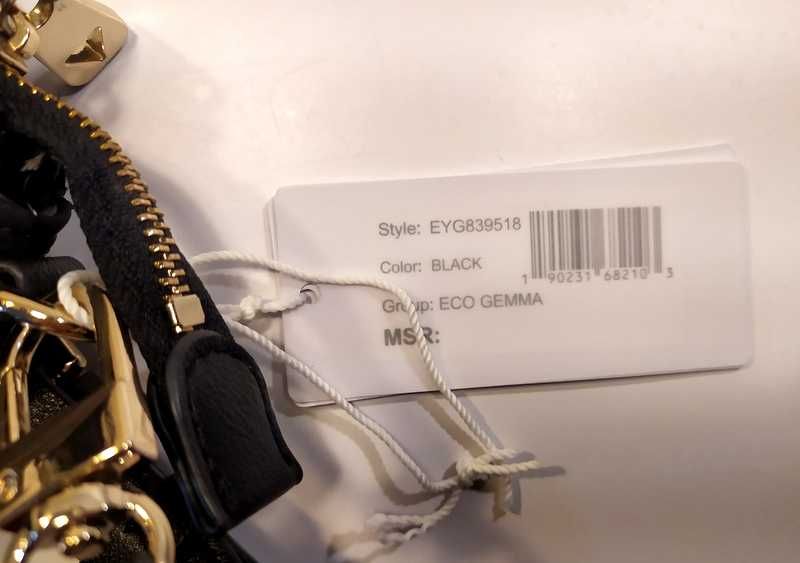 Style: EYG839518
Color: BLACK
1 90231 68210 3
Group: ECO GEMMA
MSR: